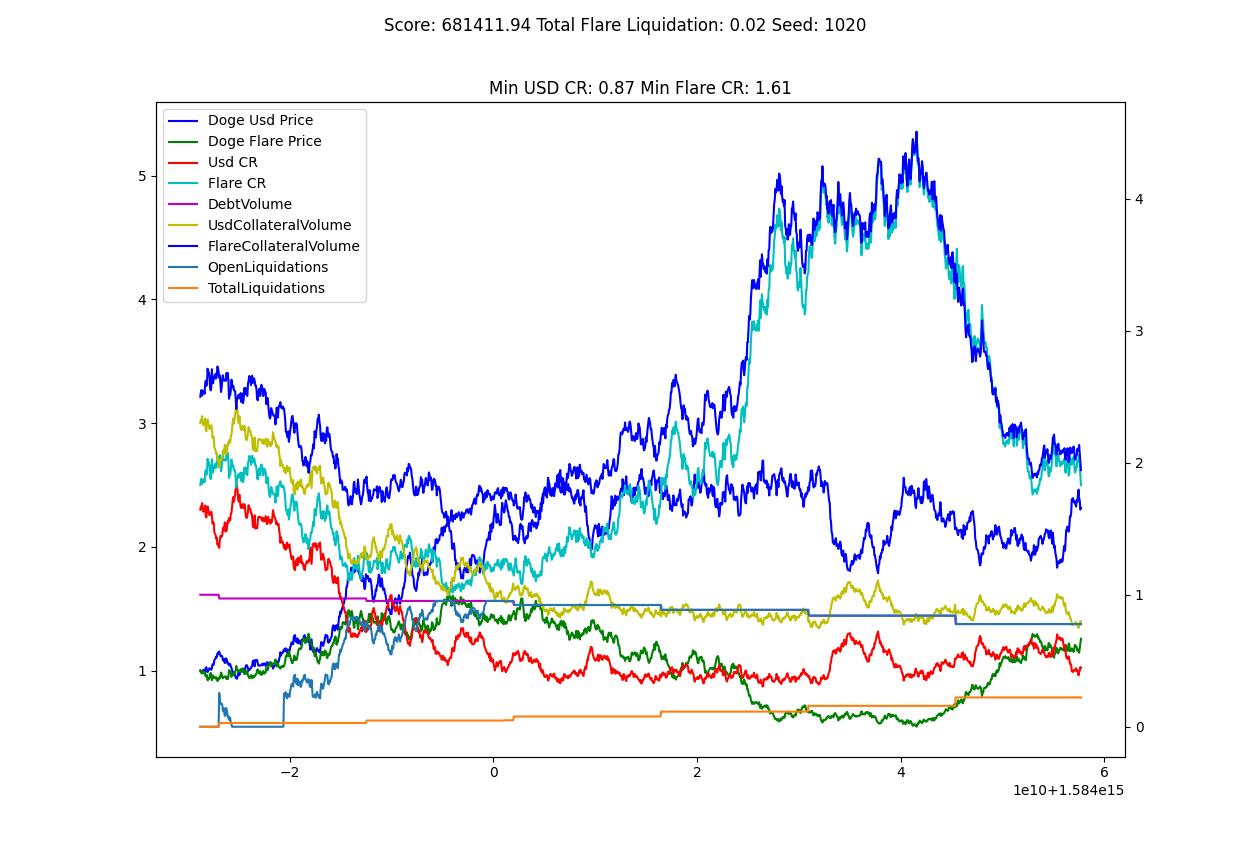 Score: 681411.94 Total Flare Liquidation: 0.02 Seed: 1020
Min USD CR: 0.87 Min Flare CR: 1.61
Doge Usd Price
Doge Flare Price
Usd CR
Flare CR
DebtVolume
UsdCollateralVolume
FlareCollateralVolume
OpenLiquidations
TotalLiquidations
5
4
3
2
1
4
3
2
1
0
−2
0
2
4
6
1e10+1.584e15